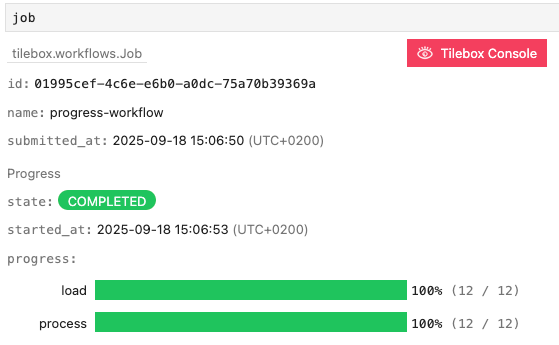 job
tilebox.workflows.Job
Tilebox Console
id: 01995cef-4c6e-e6b0-a0dc-75a70b39369a
name: progress-workflow
submitted_at: 2025-09-18 15:06:50 (UTC+0200)
Progress
state: COMPLETED
started_at: 2025-09-18 15:06:53 (UTC+0200)
progress:
load 100% (12 / 12)
process 100% (12 / 12)